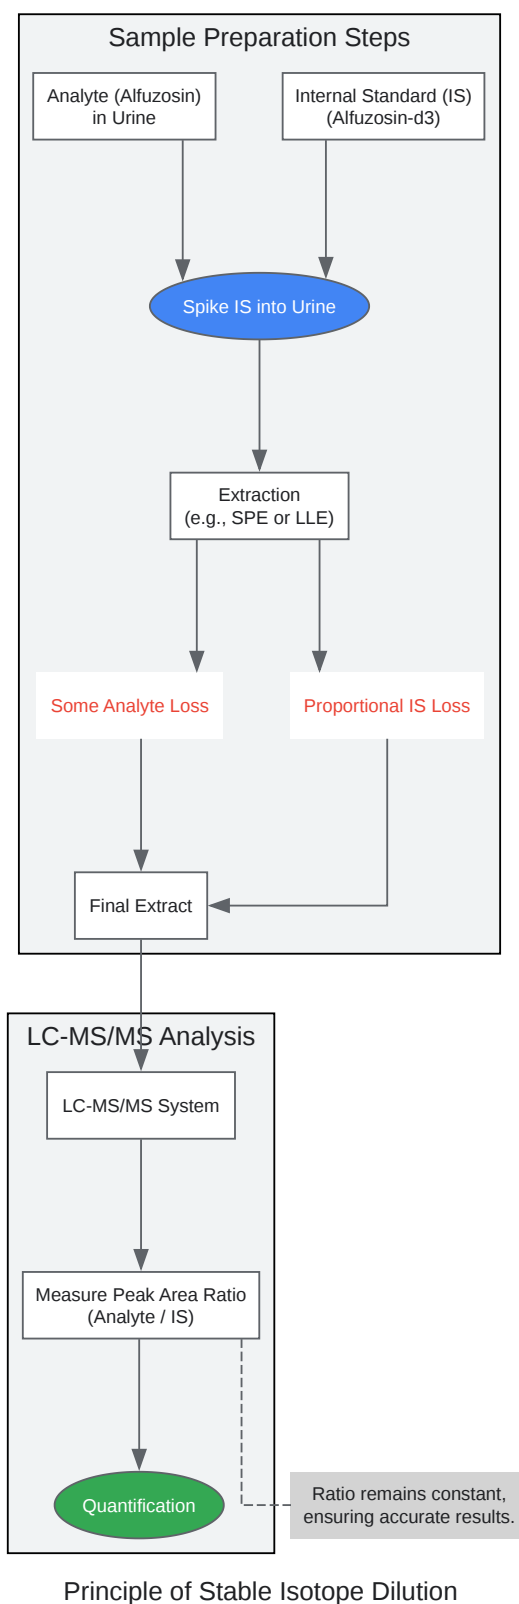 Sample Preparation Steps
Analyte (Alfuzosin)
in Urine
Internal Standard (IS)
(Alfuzosin-d3)
Spike IS into Urine
Extraction
(e.g., SPE or LLE)
Some Analyte Loss
Proportional IS Loss
Final Extract
LC-MS/MS Analysis
LC-MS/MS System
Measure Peak Area Ratio
(Analyte / IS)
Quantification
Ratio remains constant,
ensuring accurate results.
Principle of Stable Isotope Dilution